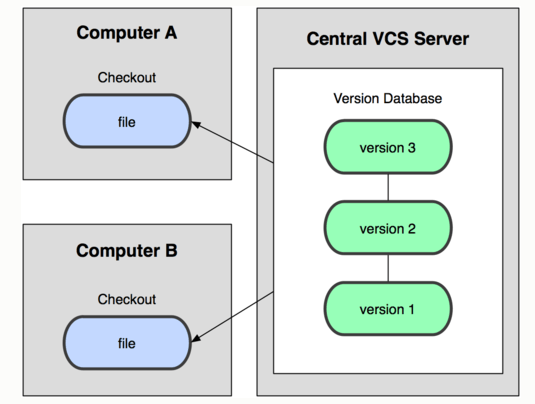 Computer A
Checkout
file
Computer B
Checkout
file
Central VCS Server
Version Database
version 3
version 2
version 1